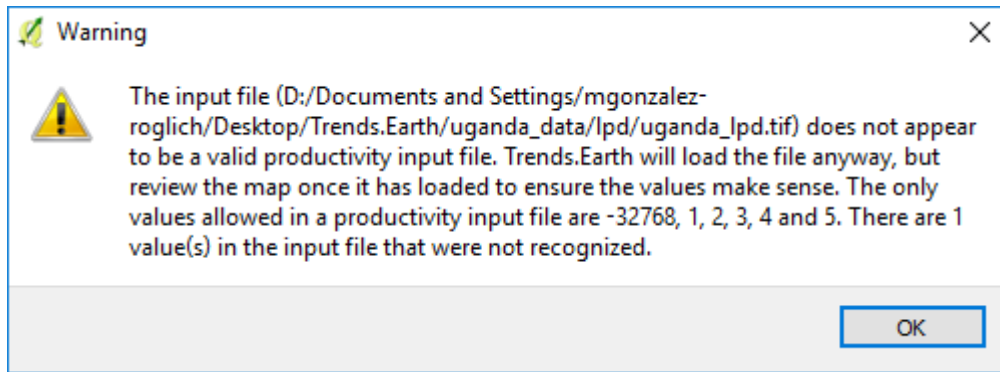 Warning
The input file (D:/Documents and Settings/mgonzalez-
roglich/Desktop/Trends.Earth/uganda_data/lpd/uganda_lpd.tif) does not appear
to be a valid productivity input file. Trends.Earth will load the file anyway, but
review the map once it has loaded to ensure the values make sense. The only
values allowed in a productivity input file are -32768, 1, 2, 3, 4 and 5. There are 1
value(s) in the input file that were not recognized.
OK